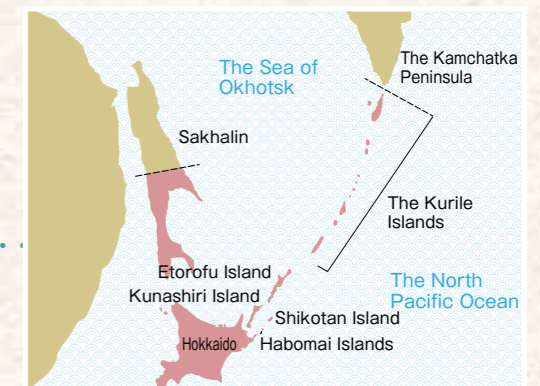 The Kamchatka
Peninsula
The Sea of
Okhotsk
Sakhalin
The Kurile
Islands
Etorofu Island
Kunashiri Island
The North
Pacific Ocean
Shikotan Island
Hokkaido
Habomai Islands